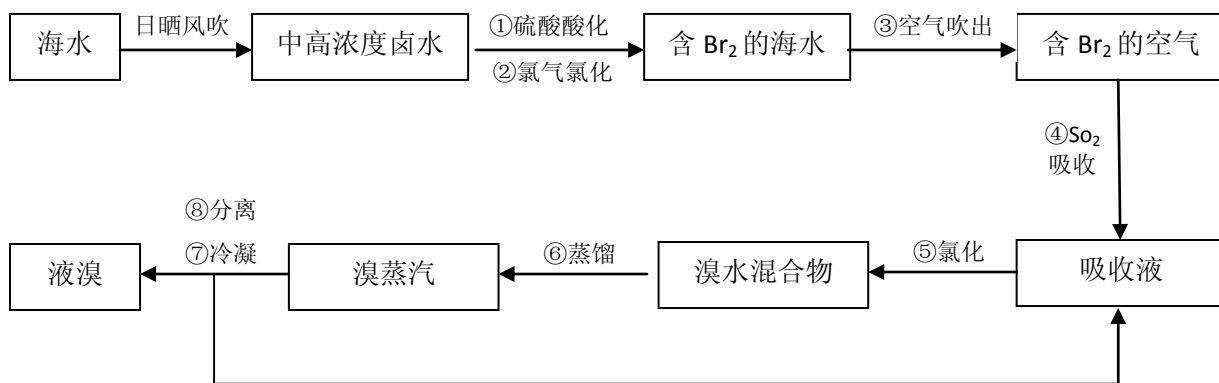 海水
日晒风吹
中高浓度卤水
①硫酸酸化
②氯气氯化
含 Br₂ 的海水
③空气吹出
含 Br₂ 的空气
④So₂
吸收
吸收液
⑤氯化
溴水混合物
⑥蒸馏
溴蒸汽
⑧分离
⑦冷凝
液溴